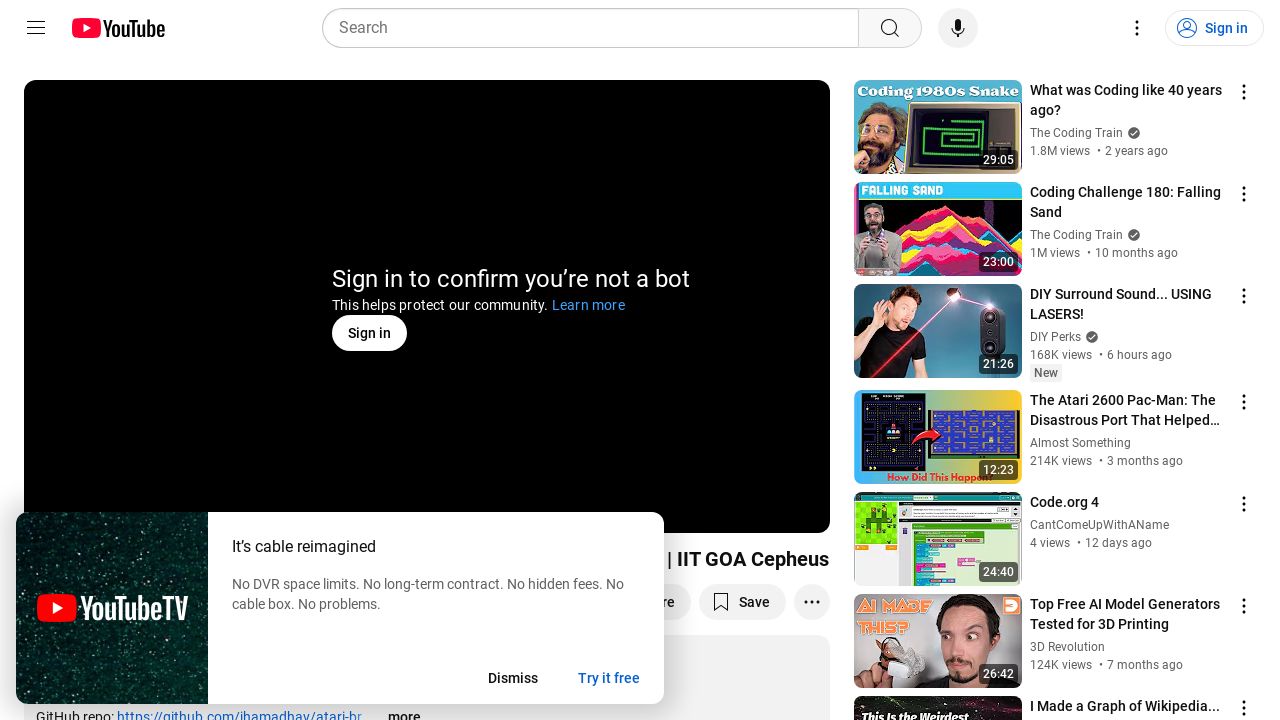 YouTube
Search
Sign in
Sign in to confirm you’re not a bot
This helps protect our community. Learn more
Sign in
| IIT GOA Cepheus
re
Save
It’s cable reimagined
No DVR space limits. No long-term contract. No hidden fees. No
cable box. No problems.
YouTubeTV
Dismiss
Try it free
GitHub repo: https://github.com/jhamadhav/atari-br
more
Coding 1980s Snake
29:05
What was Coding like 40 years
ago?
The Coding Train
1.8M views • 2 years ago
FALLING SAND
23:00
Coding Challenge 180: Falling
Sand
The Coding Train
1M views • 10 months ago
21:26
DIY Surround Sound... USING
LASERS!
DIY Perks
168K views • 6 hours ago
New
How Did This Happen?
12:23
The Atari 2600 Pac-Man: The
Disastrous Port That Helped…
Almost Something
214K views • 3 months ago
24:40
Code.org 4
CantComeUpWithAName
4 views • 12 days ago
AI MADE
THIS?
26:42
Top Free AI Model Generators
Tested for 3D Printing
3D Revolution
124K views • 7 months ago
This Is the Weirdest
I Made a Graph of Wikipedia...